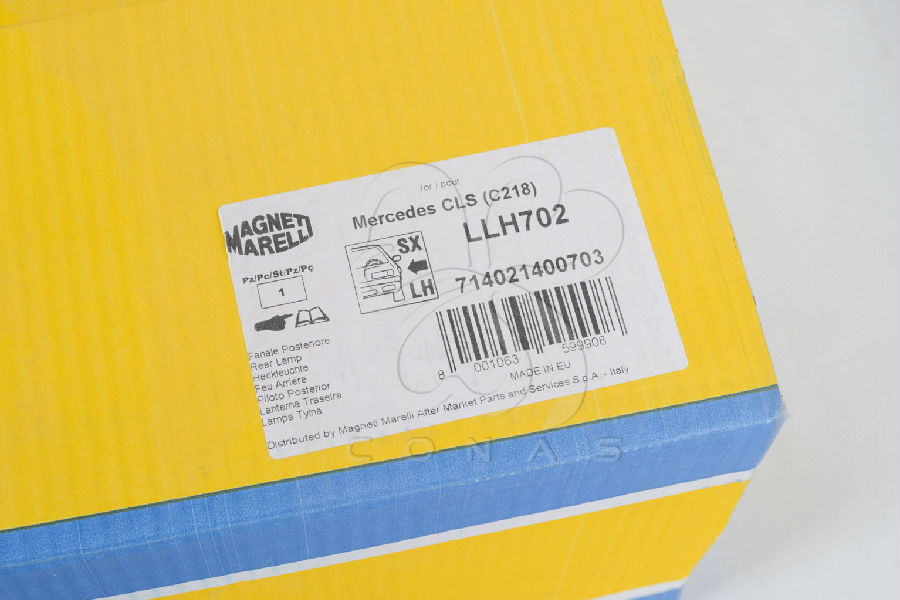 for / pour
Mercedes CLS (C218)
MAGNETI
MARELLI
LLH702
SX
LH
714021400703
Pz/Pc/St/Pz/Pç
1
Fanale Posteriore
Rear Lamp
Heckleuchte
Feu Arriere
Piloto Posterior
Lanterna Traseira
Lampa Tylna
8 001063 599908
MADE IN EU
Distributed by Magneti Marelli After Market Parts and Services S.p.A. - Italy
CONAS